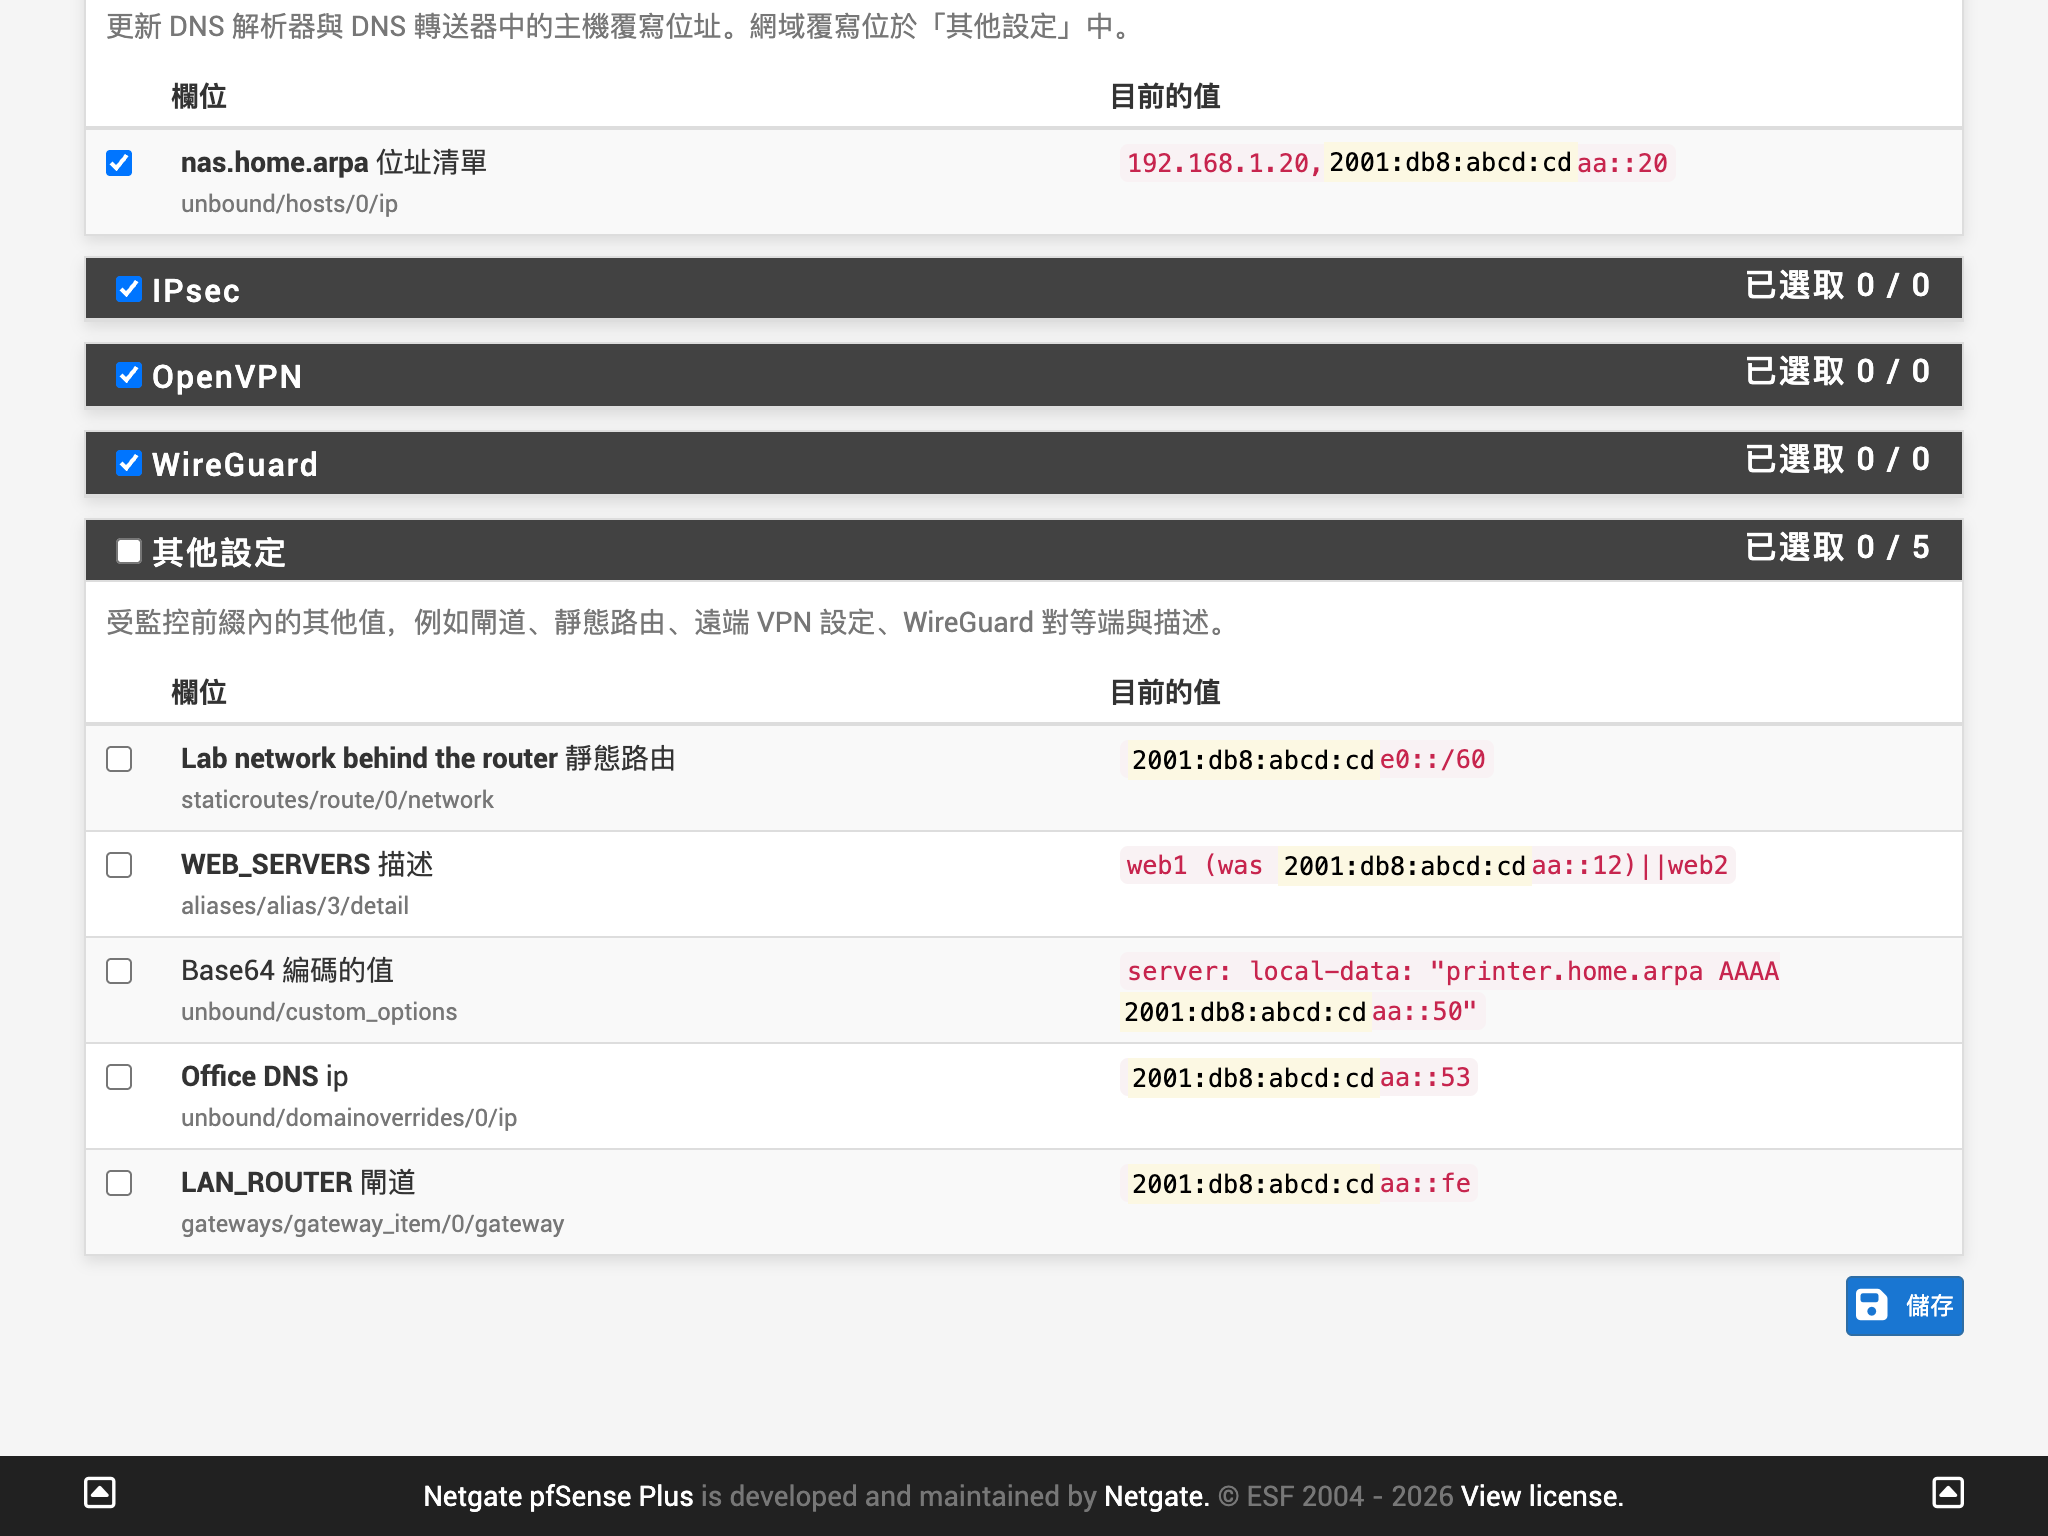 更新 DNS 解析器與 DNS 轉送器中的主機覆寫位址。網域覆寫位於「其他設定」中。
欄位 目前的值
nas.home.arpa 位址清單 192.168.1.20,2001:db8:abcd:cdaa::20
unbound/hosts/0/ip
IPsec 已選取 0 / 0
OpenVPN 已選取 0 / 0
WireGuard 已選取 0 / 0
其他設定 已選取 0 / 5
受監控前綴內的其他值，例如閘道、靜態路由、遠端 VPN 設定、WireGuard 對等端與描述。
欄位 目前的值
Lab network behind the router 靜態路由 2001:db8:abcd:cde0::/60
staticroutes/route/0/network
WEB_SERVERS 描述 web1 (was 2001:db8:abcd:cdaa::12)||web2
aliases/alias/3/detail
Base64 編碼的值 server: local-data: "printer.home.arpa AAAA
unbound/custom_options 2001:db8:abcd:cdaa::50"
Office DNS ip 2001:db8:abcd:cdaa::53
unbound/domainoverrides/0/ip
LAN_ROUTER 閘道 2001:db8:abcd:cdaa::fe
gateways/gateway_item/0/gateway
儲存
Netgate pfSense Plus is developed and maintained by Netgate. © ESF 2004 - 2026 View license.